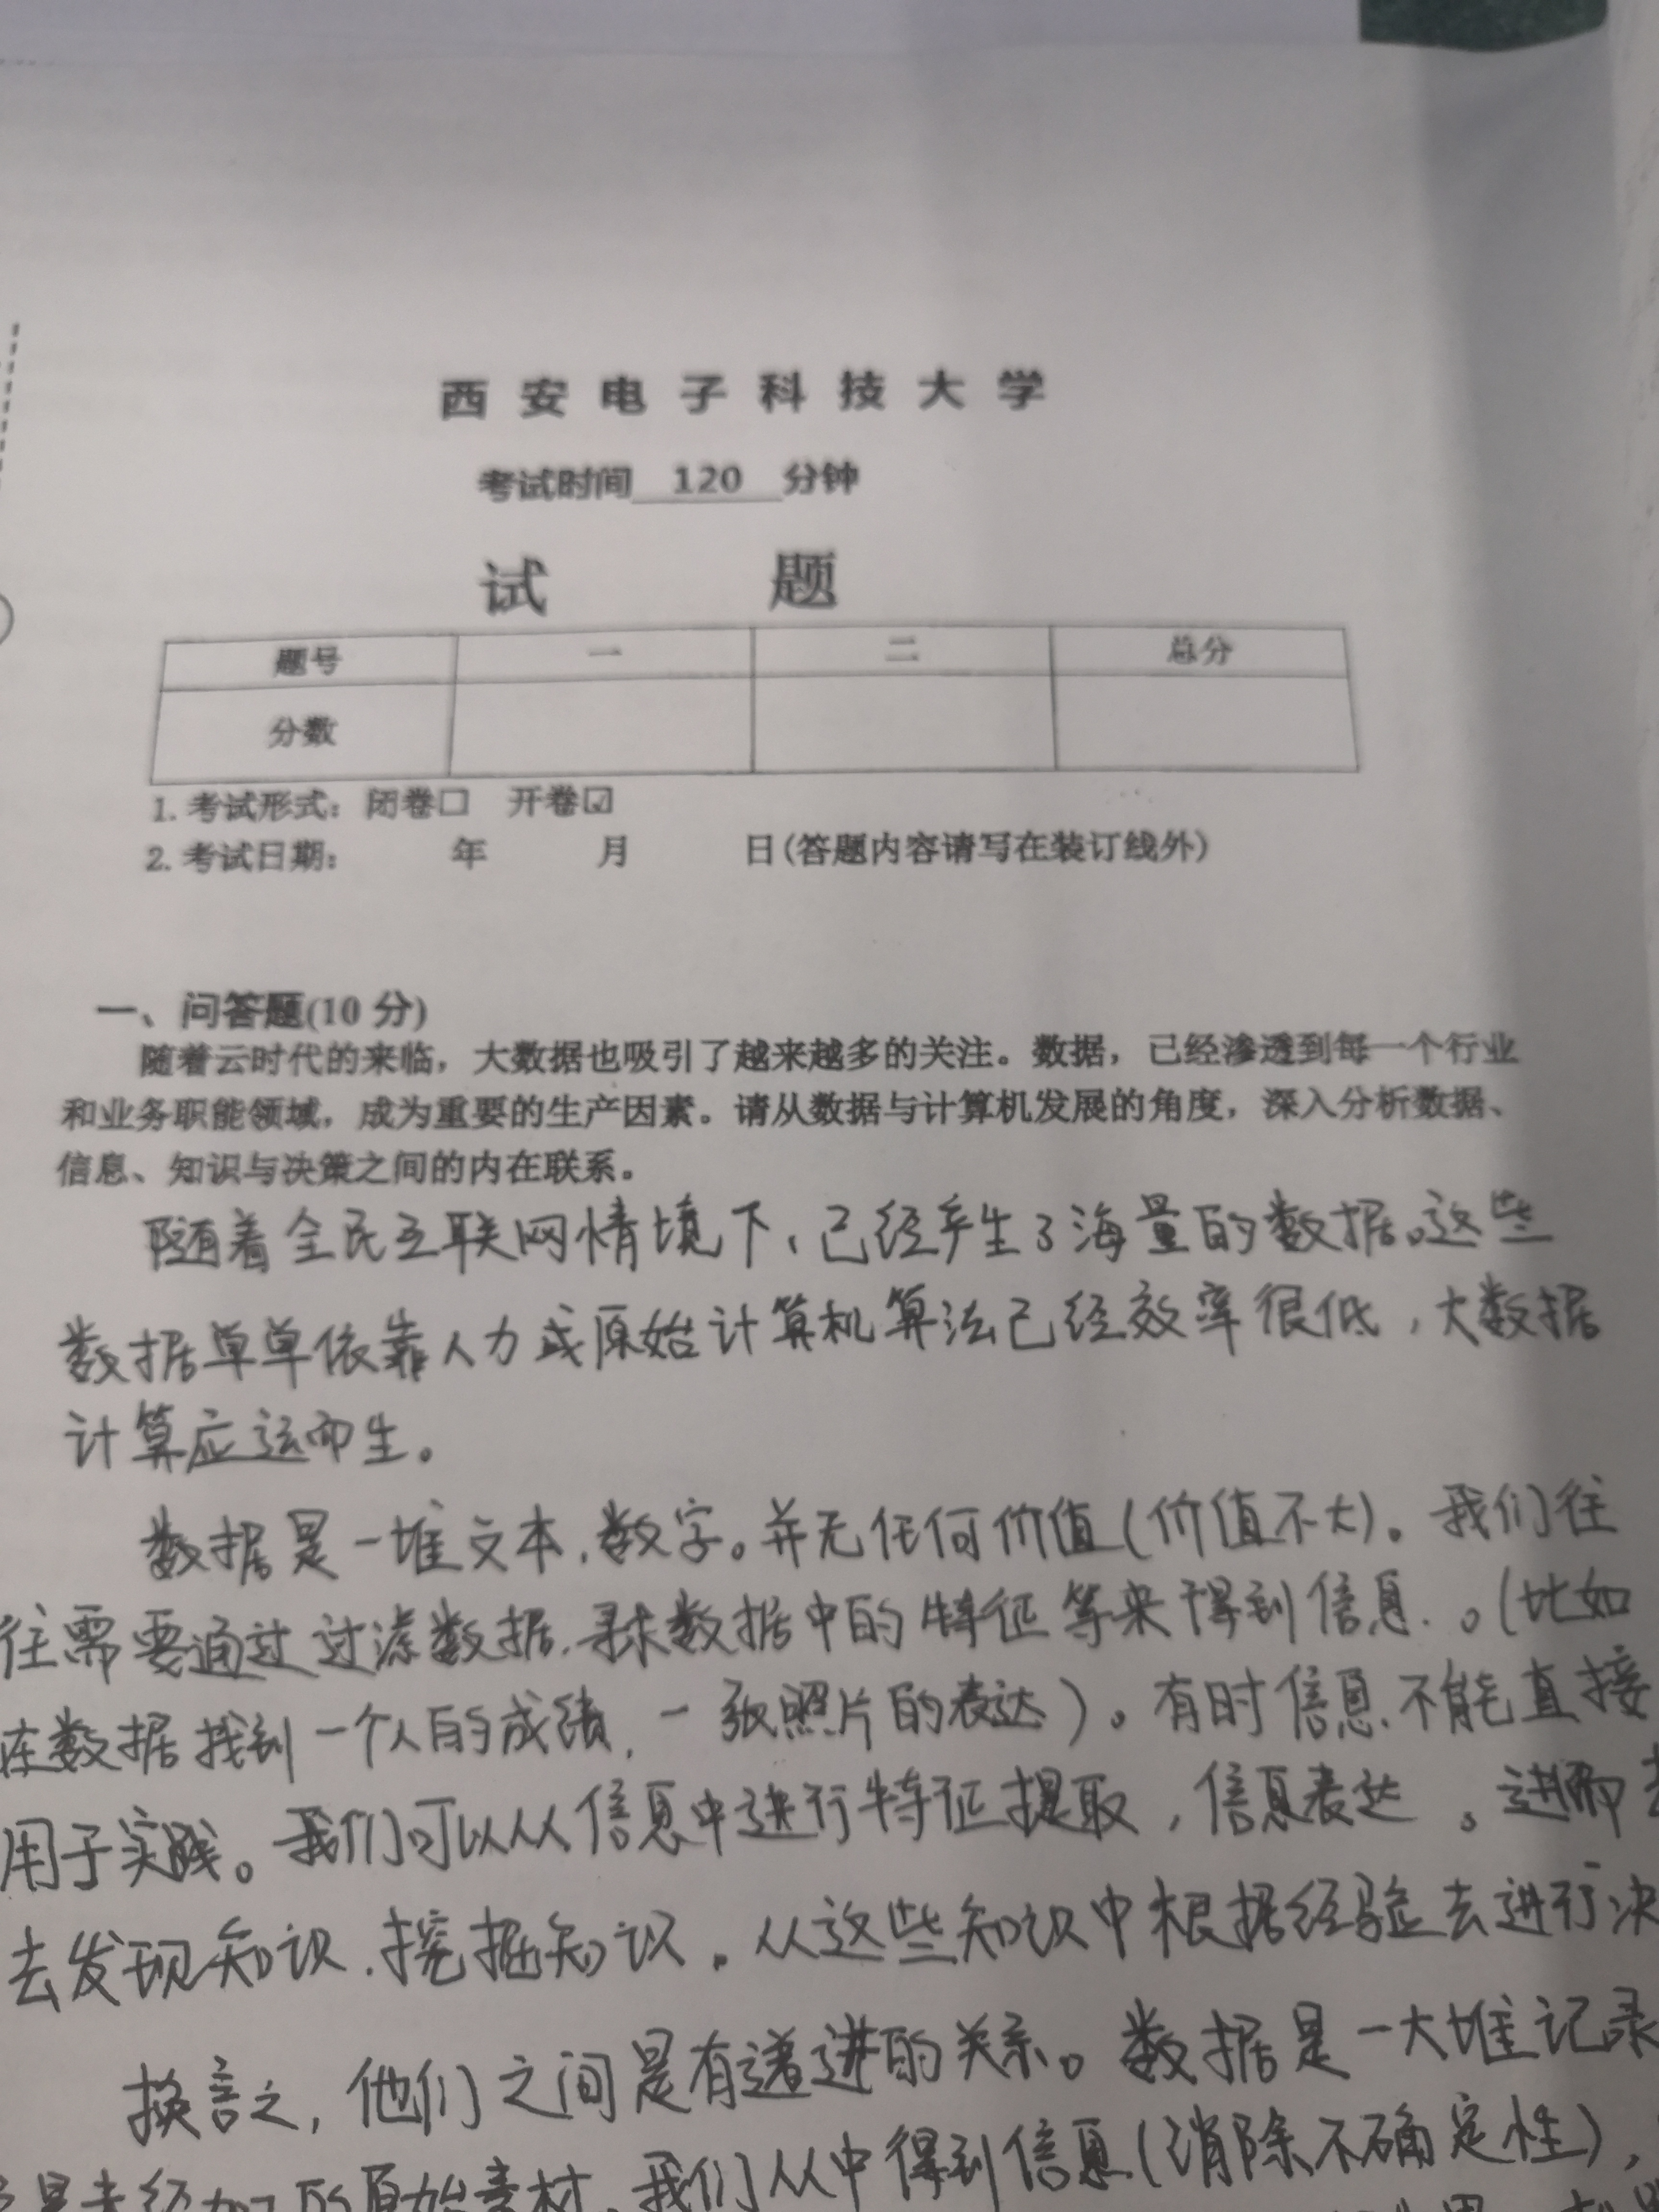 西安电子科技大学
考试时间 120 分钟
试 题
题号 一 二 总分
分数
1. 考试形式：闭卷□ 开卷☑
2. 考试日期： 年 月 日(答题内容请写在装订线外)
一、问答题(10 分)
随着云时代的来临，大数据也吸引了越来越多的关注。数据，已经渗透到每一个行业
和业务职能领域，成为重要的生产因素。请从数据与计算机发展的角度，深入分析数据、
信息、知识与决策之间的内在联系。
随着全民互联网情境下，已经产生了海量的数据。这些
数据单单依靠人力或原始计算机算法已经效率很低，大数据
计算应运而生。
数据是一堆文本，数字。并无任何价值(价值不大)。我们往
往需要通过过滤数据，寻求数据中的特征等来得到信息。(比如
在数据找到一个人的成绩，一张照片的表达)。有时信息不能直接
用于实践。我们可以从信息中进行特征提取，信息表达。进而
去发现知识，挖掘知识。从这些知识中根据经验去进行决
换言之，他们之间是有递进的关系。数据是一大堆记录
是未经加工的原始素材，我们从中得到信息(消除不确定性)，